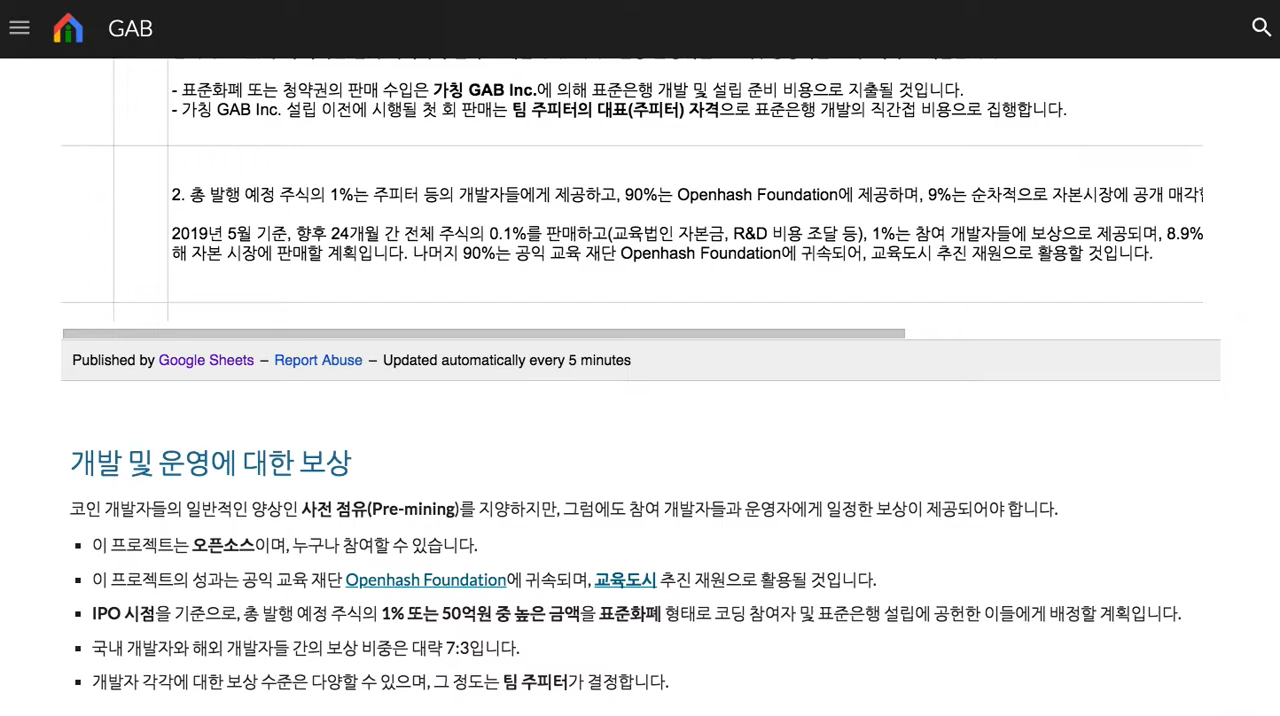 GAB
- 표준화폐 또는 청약권의 판매 수입은 가칭 GAB Inc.에 의해 표준은행 개발 및 설립 준비 비용으로 지출될 것입니다.
- 가칭 GAB Inc. 설립 이전에 시행될 첫 회 판매는 팀 주피터의 대표(주피터) 자격으로 표준은행 개발의 직간접 비용으로 집행합니다.
2. 총 발행 예정 주식의 1%는 주피터 등의 개발자들에게 제공하고, 90%는 Openhash Foundation에 제공하며, 9%는 순차적으로 자본시장에 공개 매각
2019년 5월 기준, 향후 24개월 간 전체 주식의 0.1%를 판매하고(교육법인 자본금, R&D 비용 조달 등), 1%는 참여 개발자들에 보상으로 제공되며, 8.9%
해 자본 시장에 판매할 계획입니다. 나머지 90%는 공익 교육 재단 Openhash Foundation에 귀속되어, 교육도시 추진 재원으로 활용할 것입니다.
Published by Google Sheets – Report Abuse – Updated automatically every 5 minutes
개발 및 운영에 대한 보상
코인 개발자들의 일반적인 양상인 사전 점유(Pre-mining)를 지양하지만, 그럼에도 참여 개발자들과 운영자에게 일정한 보상이 제공되어야 합니다.
▪ 이 프로젝트는 오픈소스이며, 누구나 참여할 수 있습니다.
▪ 이 프로젝트의 성과는 공익 교육 재단 Openhash Foundation에 귀속되며, 교육도시 추진 재원으로 활용될 것입니다.
▪ IPO 시점을 기준으로, 총 발행 예정 주식의 1% 또는 50억원 중 높은 금액을 표준화폐 형태로 코딩 참여자 및 표준은행 설립에 공헌한 이들에게 배정할 계획입니다.
▪ 국내 개발자와 해외 개발자들 간의 보상 비중은 대략 7:3입니다.
▪ 개발자 각각에 대한 보상 수준은 다양할 수 있으며, 그 정도는 팀 주피터가 결정합니다.